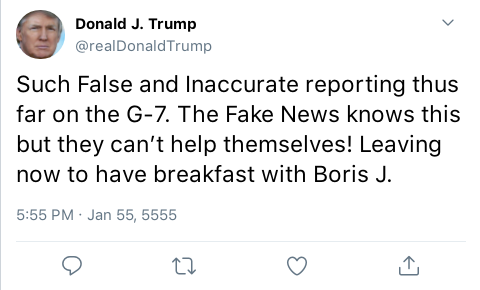 Donald J. Trump
@realDonaldTrump
Such False and Inaccurate reporting thus
far on the G-7. The Fake News knows this
but they can’t help themselves! Leaving
now to have breakfast with Boris J.
5:55 PM · Jan 55, 5555